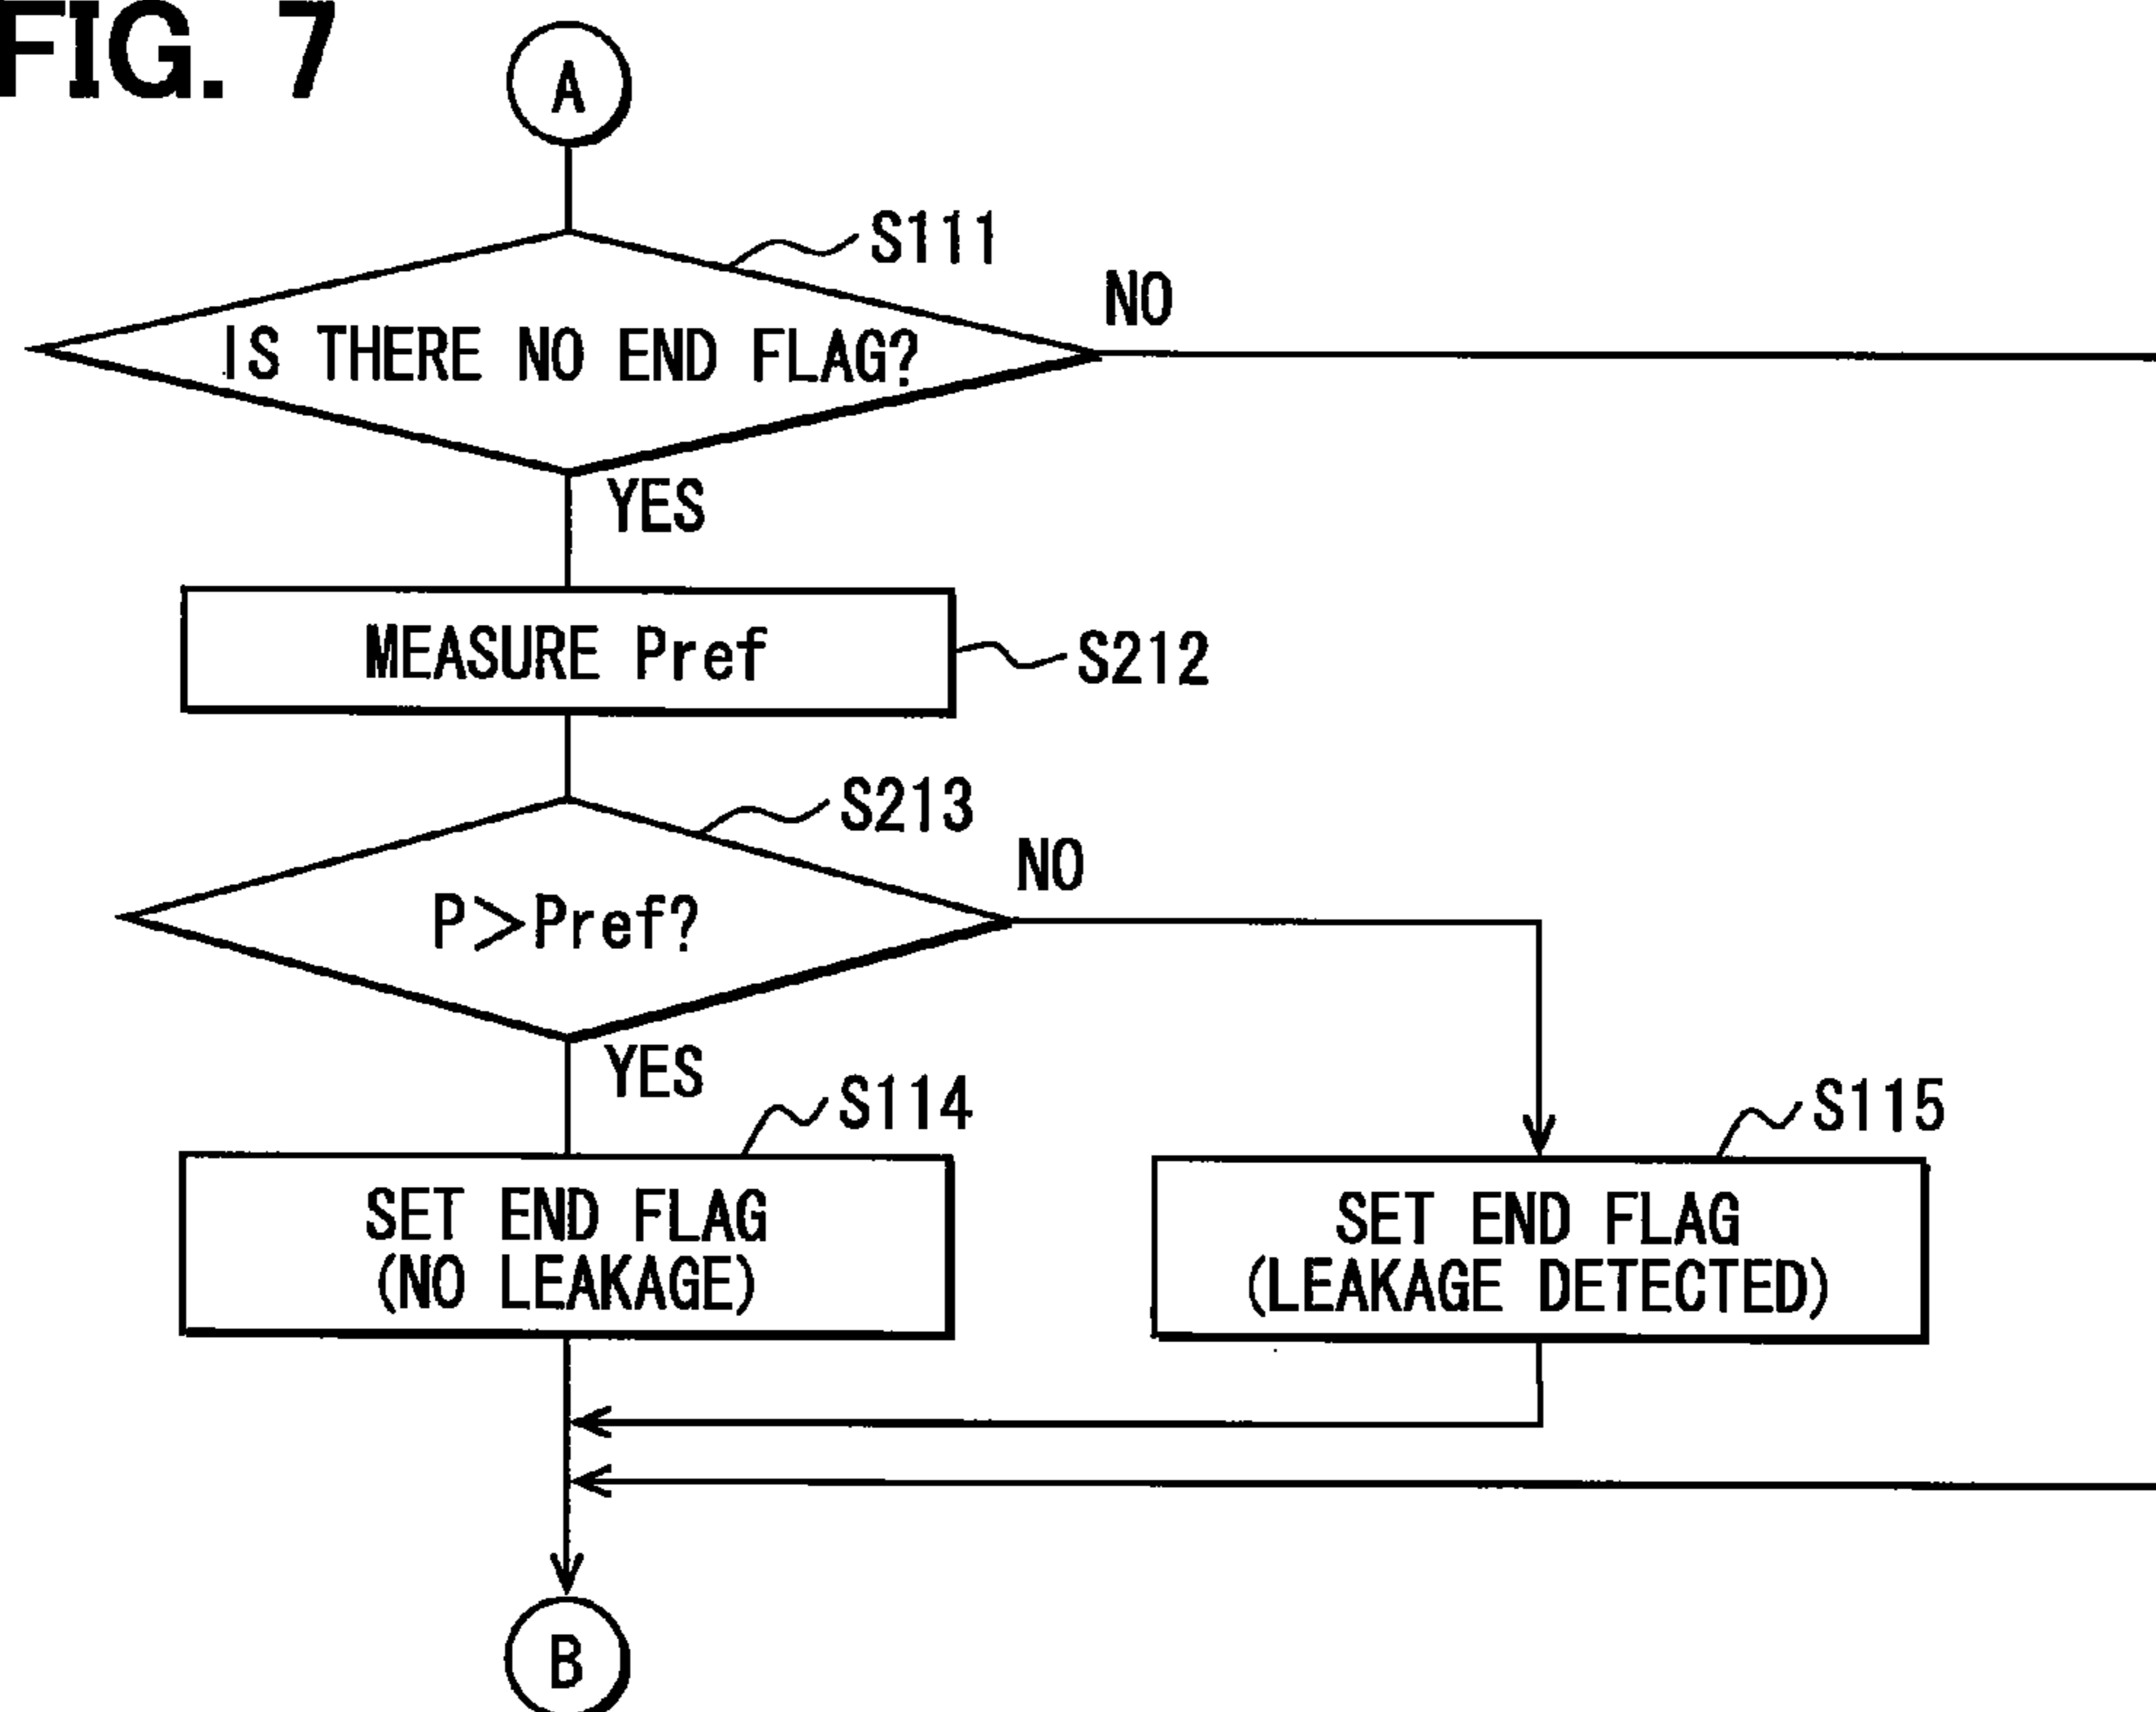 FIG. 7
A
S111
NO
IS THERE NO END FLAG?
YES
MEASURE Pref
S212
S213
NO
P>Pref?
YES
S114
S115
SET END FLAG
(NO LEAKAGE)
SET END FLAG
(LEAKAGE DETECTED)
B